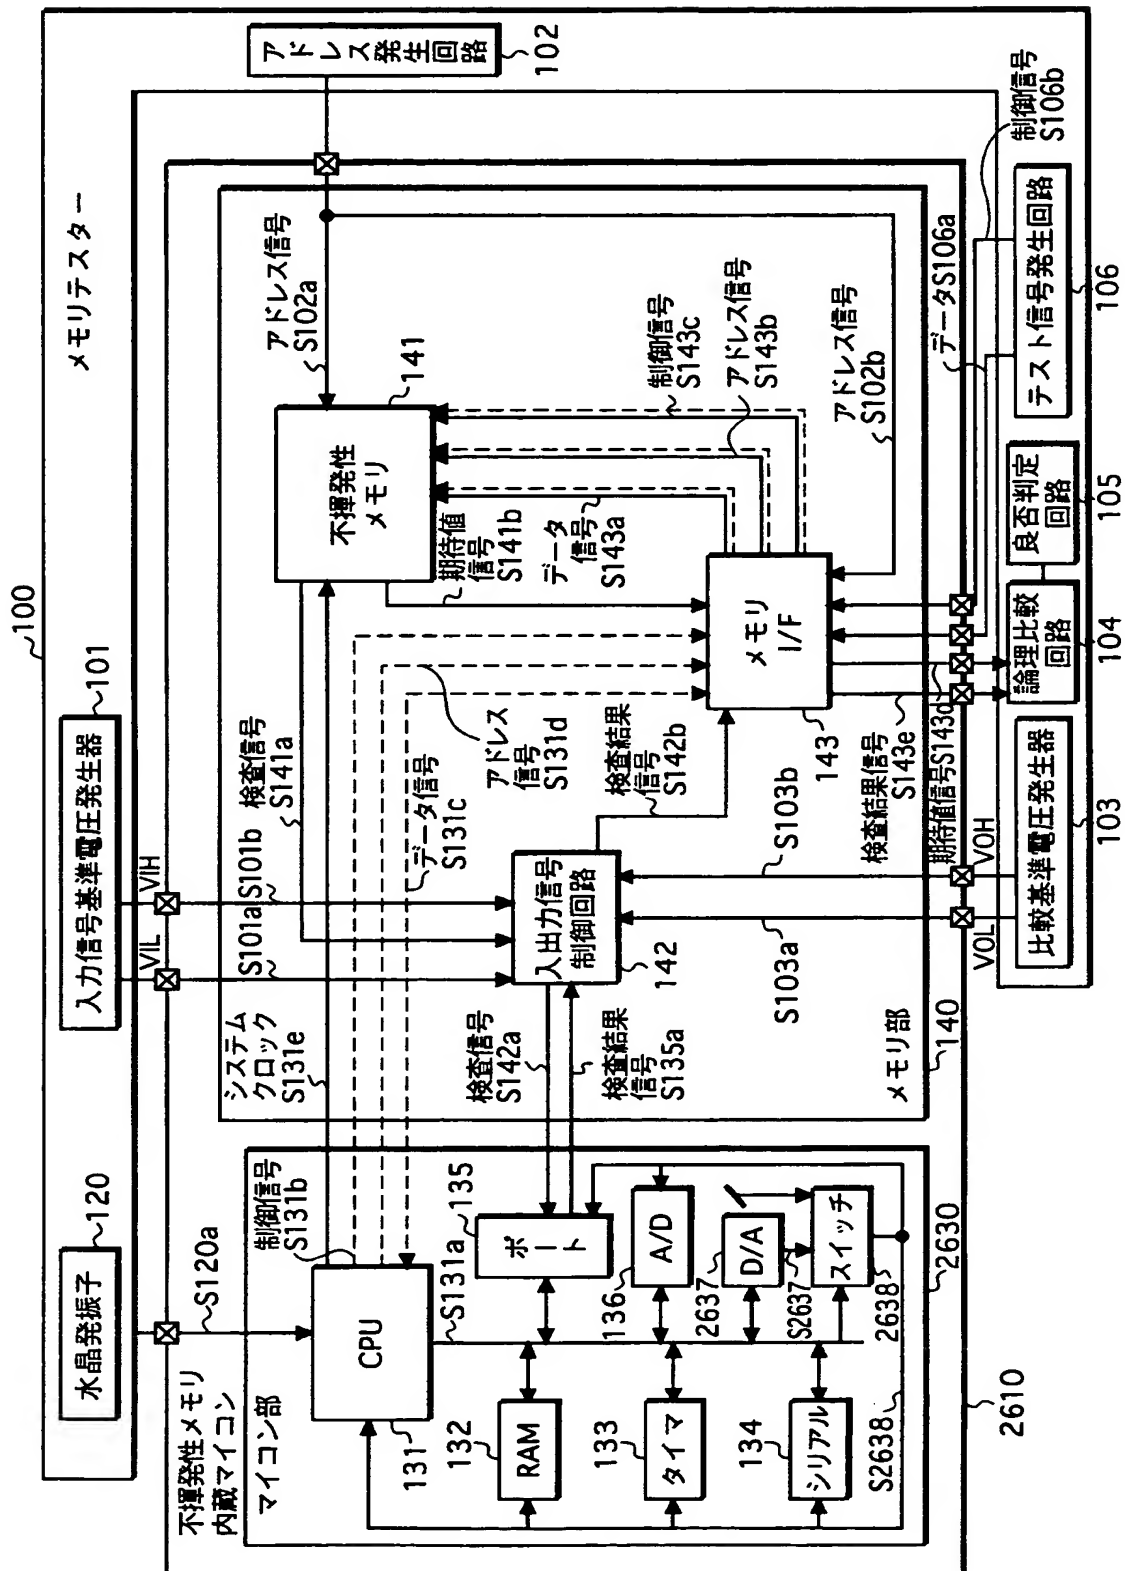 100
メモリテスター
水晶発振子
120
入力信号基準電圧発生器
101
アドレス発生回路
102
S120a
VIL
VIH
不揮発性メモリ
内蔵マイコン
マイコン部
制御信号
S131b
システム
クロック
S131e
S101a
S101b
検査信号
S141a
アドレス信号
S102a
CPU
131
S131a
不揮発性
メモリ
141
期待値
信号
S141b
データ
信号
S143a
制御信号
S143c
アドレス信号
S143b
アドレス信号
S102b
データ信号
S131c
アドレス
信号
S131d
RAM
132
タイマ
133
シリアル
134
ポート
135
A/D
136
D/A
2637
S2637
スイッチ
2638
S2638
2630
2610
検査信号
S142a
検査結果
信号
S135a
入出力信号
制御回路
142
検査結果
信号
S142b
メモリ
I/F
143
S103a
S103b
検査結果信号
S143e
期待値信号S143d
メモリ部
140
VOL
VOH
比較基準電圧発生器
103
論理比較
回路
104
良否判定
回路
105
データS106a
制御信号
S106b
テスト信号発生回路
106